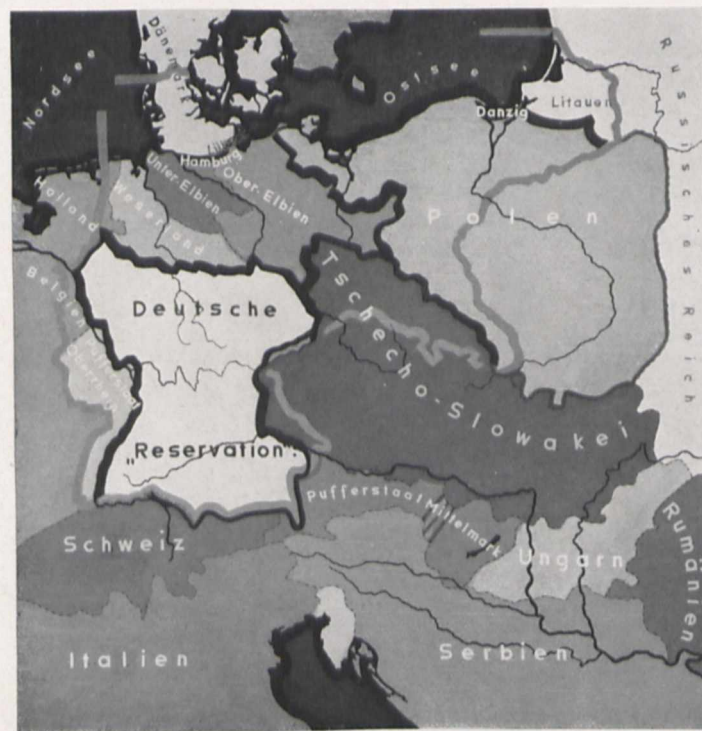 Nordsee
Dänemark
Ostsee
Russisches Reich
Litauen
Danzig
Hamburg
Unter-Elbien
Ober-Elbien
Holland
Weserland
Polen
Belgien
Deutsche
Tschecho-Slowakei
„Reservation“.
Pufferstaat Mittelmark
Schweiz
Ungarn
Rumänien
Italien
Serbien